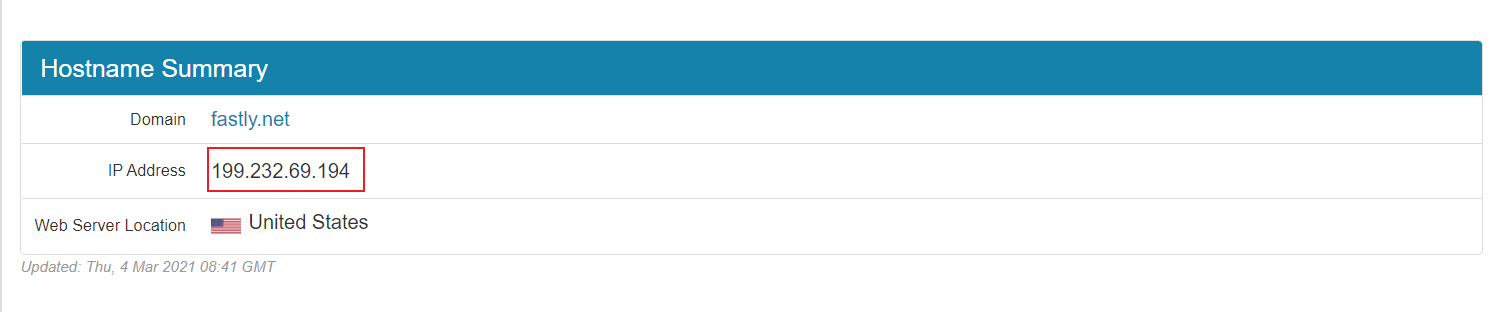 Hostname Summary
Domain fastly.net
IP Address 199.232.69.194
Web Server Location United States
Updated: Thu, 4 Mar 2021 08:41 GMT